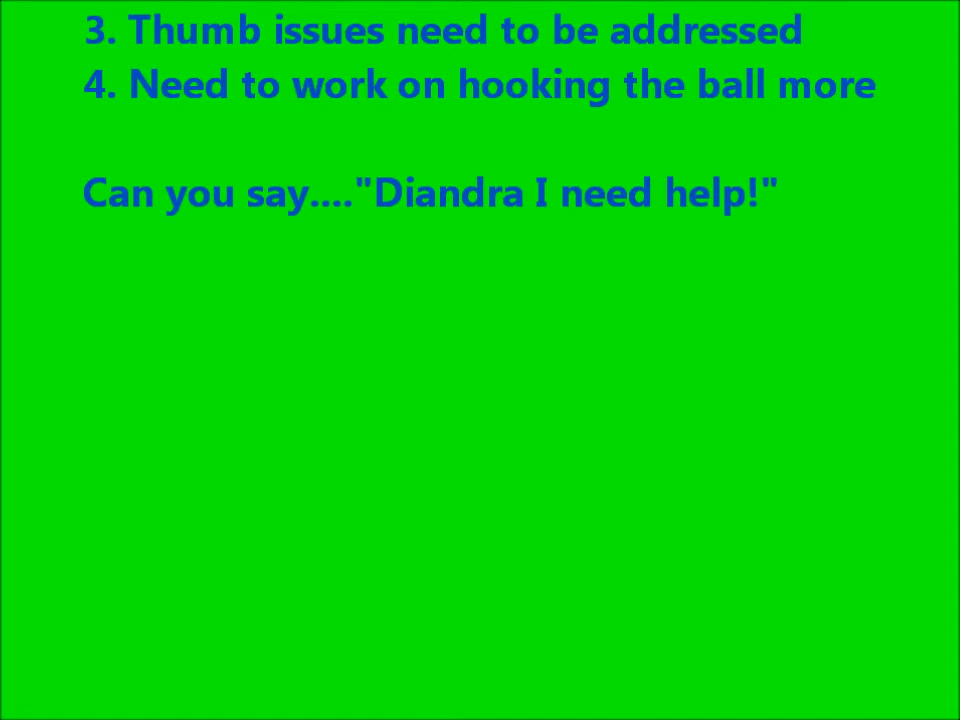 3. Thumb issues need to be addressed
4. Need to work on hooking the ball more
Can you say...."Diandra I need help!"